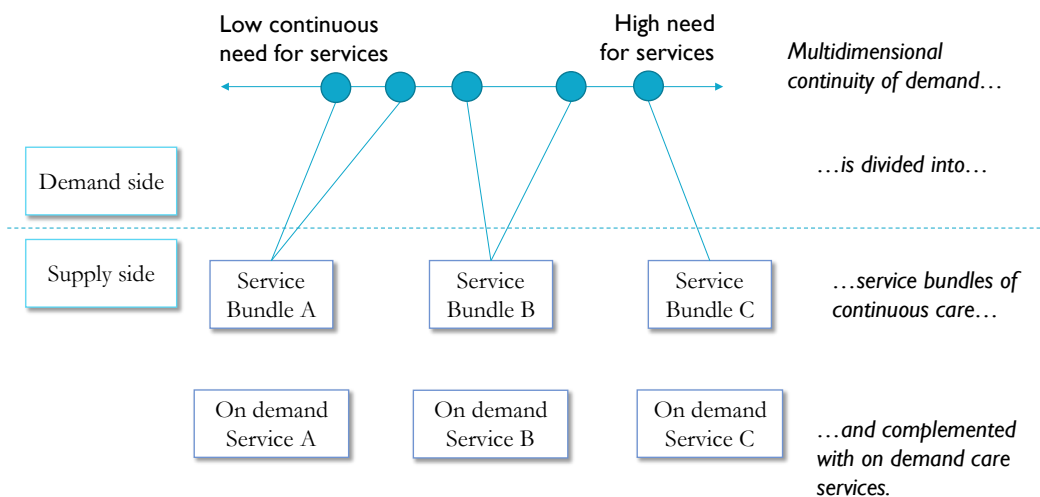 Low continuous
need for services
High need
for services
Multidimensional
continuity of demand…
Demand side
…is divided into…
Supply side
Service
Bundle A
Service
Bundle B
Service
Bundle C
…service bundles of
continuous care…
On demand
Service A
On demand
Service B
On demand
Service C
…and complemented
with on demand care
services.